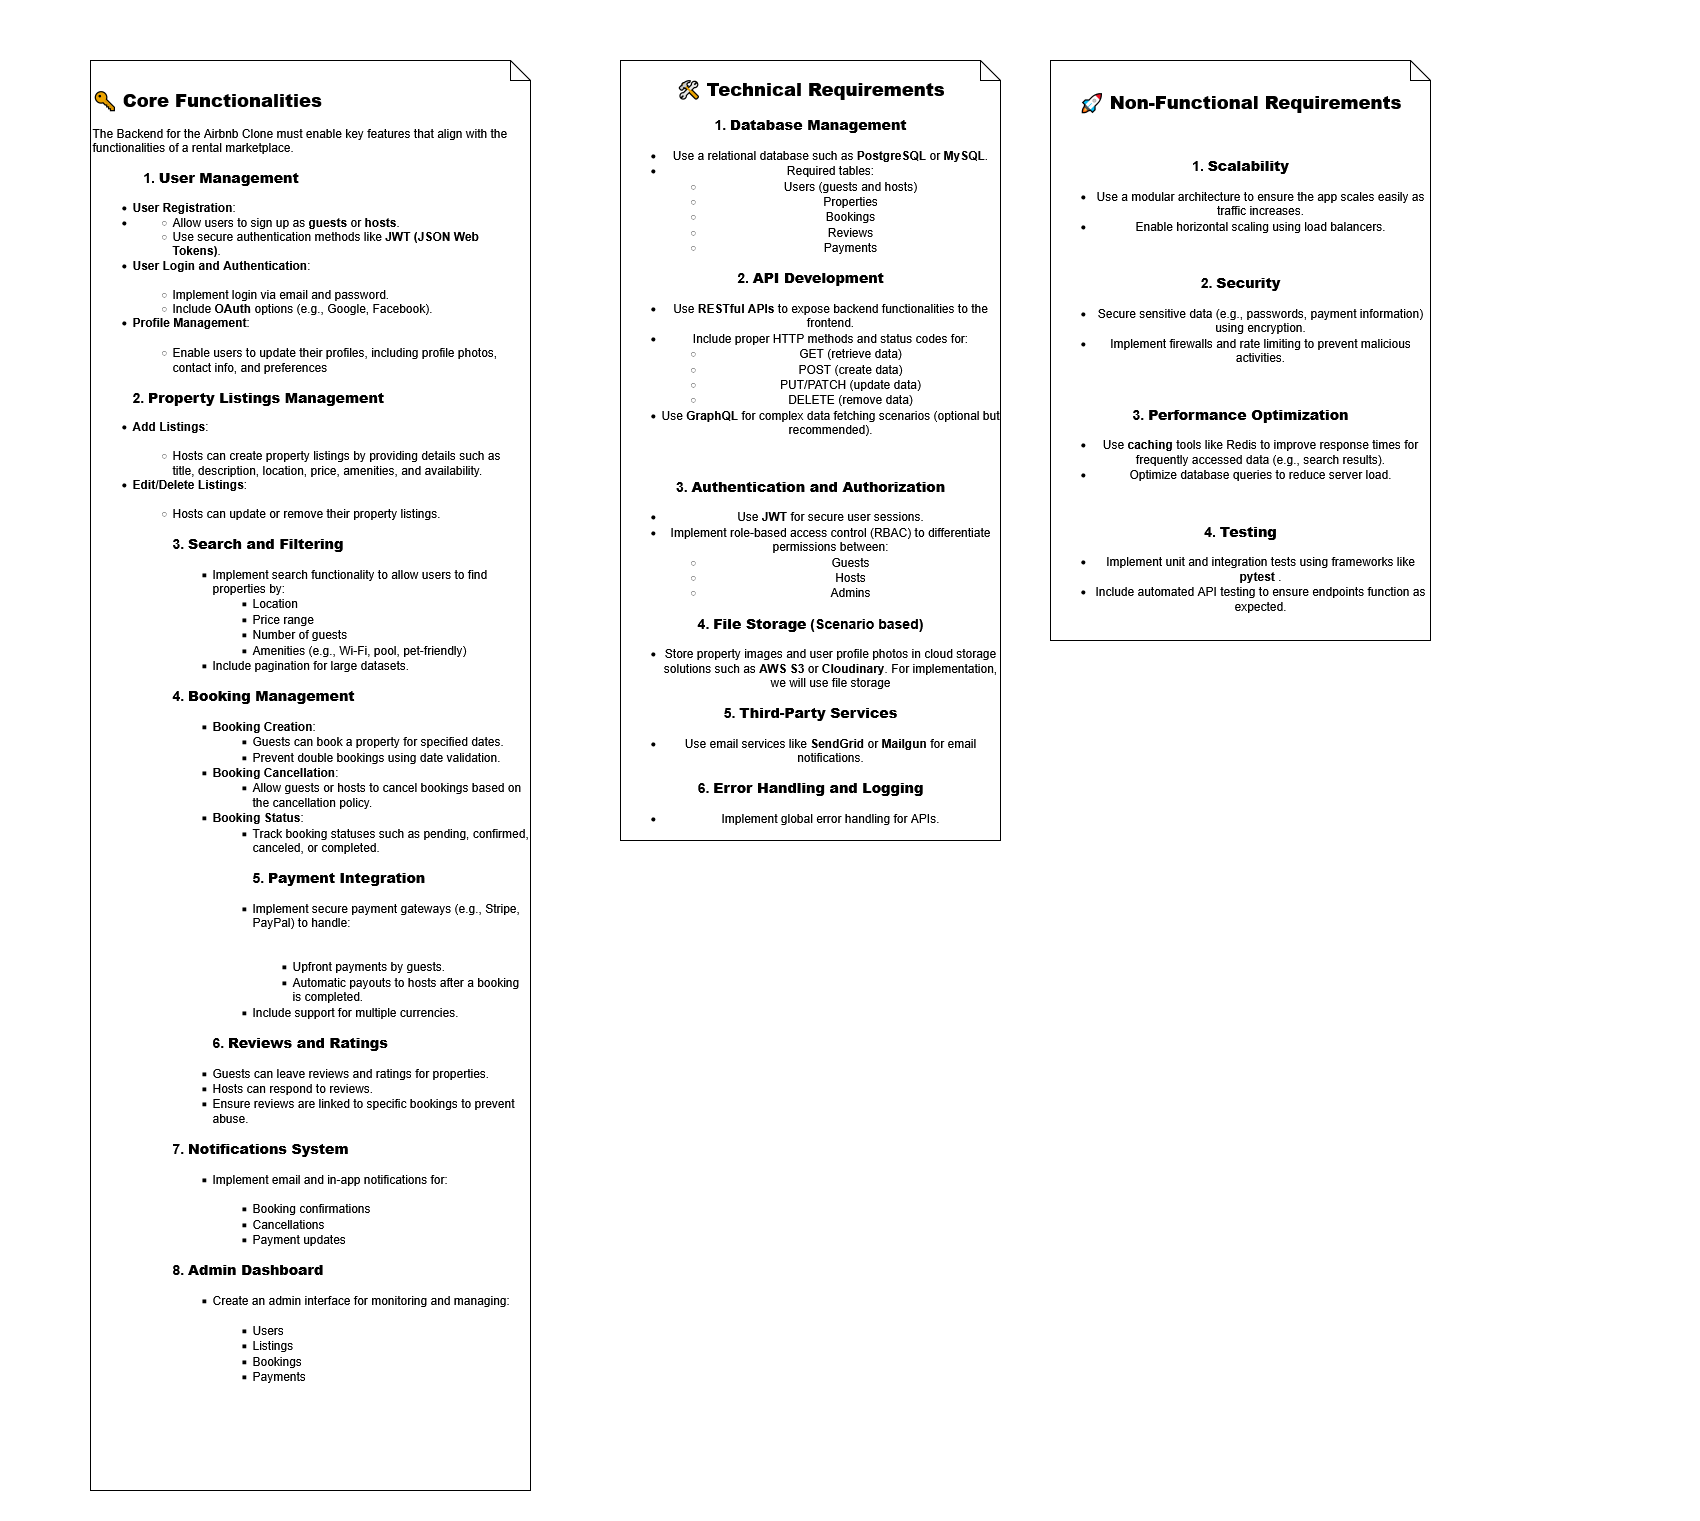 🔑 Core Functionalities
The Backend for the Airbnb Clone must enable key features that align with the
functionalities of a rental marketplace.
1. User Management
• User Registration:
• ○ Allow users to sign up as guests or hosts.
○ Use secure authentication methods like JWT (JSON Web
Tokens).
• User Login and Authentication:
○ Implement login via email and password.
○ Include OAuth options (e.g., Google, Facebook).
• Profile Management:
○ Enable users to update their profiles, including profile photos,
contact info, and preferences
2. Property Listings Management
• Add Listings:
○ Hosts can create property listings by providing details such as
title, description, location, price, amenities, and availability.
• Edit/Delete Listings:
○ Hosts can update or remove their property listings.
3. Search and Filtering
▪ Implement search functionality to allow users to find
properties by:
▪ Location
▪ Price range
▪ Number of guests
▪ Amenities (e.g., Wi-Fi, pool, pet-friendly)
▪ Include pagination for large datasets.
4. Booking Management
▪ Booking Creation:
▪ Guests can book a property for specified dates.
▪ Prevent double bookings using date validation.
▪ Booking Cancellation:
▪ Allow guests or hosts to cancel bookings based on
the cancellation policy.
▪ Booking Status:
▪ Track booking statuses such as pending, confirmed,
canceled, or completed.
5. Payment Integration
▪ Implement secure payment gateways (e.g., Stripe,
PayPal) to handle:
▪ Upfront payments by guests.
▪ Automatic payouts to hosts after a booking
is completed.
▪ Include support for multiple currencies.
6. Reviews and Ratings
▪ Guests can leave reviews and ratings for properties.
▪ Hosts can respond to reviews.
▪ Ensure reviews are linked to specific bookings to prevent
abuse.
7. Notifications System
▪ Implement email and in-app notifications for:
▪ Booking confirmations
▪ Cancellations
▪ Payment updates
8. Admin Dashboard
▪ Create an admin interface for monitoring and managing:
▪ Users
▪ Listings
▪ Bookings
▪ Payments
🛠 Technical Requirements
1. Database Management
• Use a relational database such as PostgreSQL or MySQL.
• Required tables:
○ Users (guests and hosts)
○ Properties
○ Bookings
○ Reviews
○ Payments
2. API Development
• Use RESTful APIs to expose backend functionalities to the
frontend.
• Include proper HTTP methods and status codes for:
○ GET (retrieve data)
○ POST (create data)
○ PUT/PATCH (update data)
○ DELETE (remove data)
• Use GraphQL for complex data fetching scenarios (optional but
recommended).
3. Authentication and Authorization
• Use JWT for secure user sessions.
• Implement role-based access control (RBAC) to differentiate
permissions between:
○ Guests
○ Hosts
○ Admins
4. File Storage (Scenario based)
• Store property images and user profile photos in cloud storage
solutions such as AWS S3 or Cloudinary. For implementation,
we will use file storage
5. Third-Party Services
• Use email services like SendGrid or Mailgun for email
notifications.
6. Error Handling and Logging
• Implement global error handling for APIs.
🚀 Non-Functional Requirements
1. Scalability
• Use a modular architecture to ensure the app scales easily as
traffic increases.
• Enable horizontal scaling using load balancers.
2. Security
• Secure sensitive data (e.g., passwords, payment information)
using encryption.
• Implement firewalls and rate limiting to prevent malicious
activities.
3. Performance Optimization
• Use caching tools like Redis to improve response times for
frequently accessed data (e.g., search results).
• Optimize database queries to reduce server load.
4. Testing
• Implement unit and integration tests using frameworks like
pytest .
• Include automated API testing to ensure endpoints function as
expected.